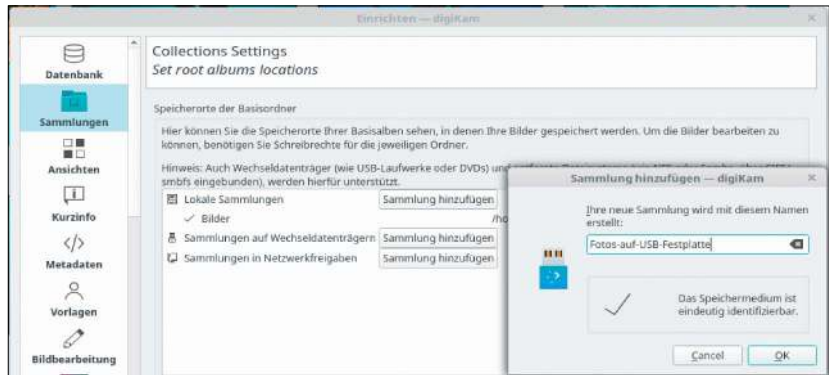 Einrichten — digiKam
Datenbank
Sammlungen
Ansichten
Kurzinfo
Metadaten
Vorlagen
Bildbearbeitung
Collections Settings
Set root albums locations
Speicherorte der Basisordner
Hier können Sie die Speicherorte Ihrer Basisalben sehen, in denen Ihre Bilder gespeichert werden. Um die Bilder bearbeiten zu
können, benötigen Sie Schreibrechte für die jeweiligen Ordner.
Hinweis: Auch Wechseldatenträger (wie USB-Laufwerke oder DVDs) und
smbfs eingebunden), werden hierfür unterstützt.
Lokale Sammlungen Sammlung hinzufügen
Bilder /ho
Sammlungen auf Wechseldatenträgern Sammlung hinzufügen
Sammlungen in Netzwerkfreigaben Sammlung hinzufügen
Sammlung hinzufügen — digiKam
Ihre neue Sammlung wird mit diesem Namen
erstellt:
Fotos-auf-USB-Festplatte
Das Speichermedium ist
eindeutig identifizierbar.
Cancel OK